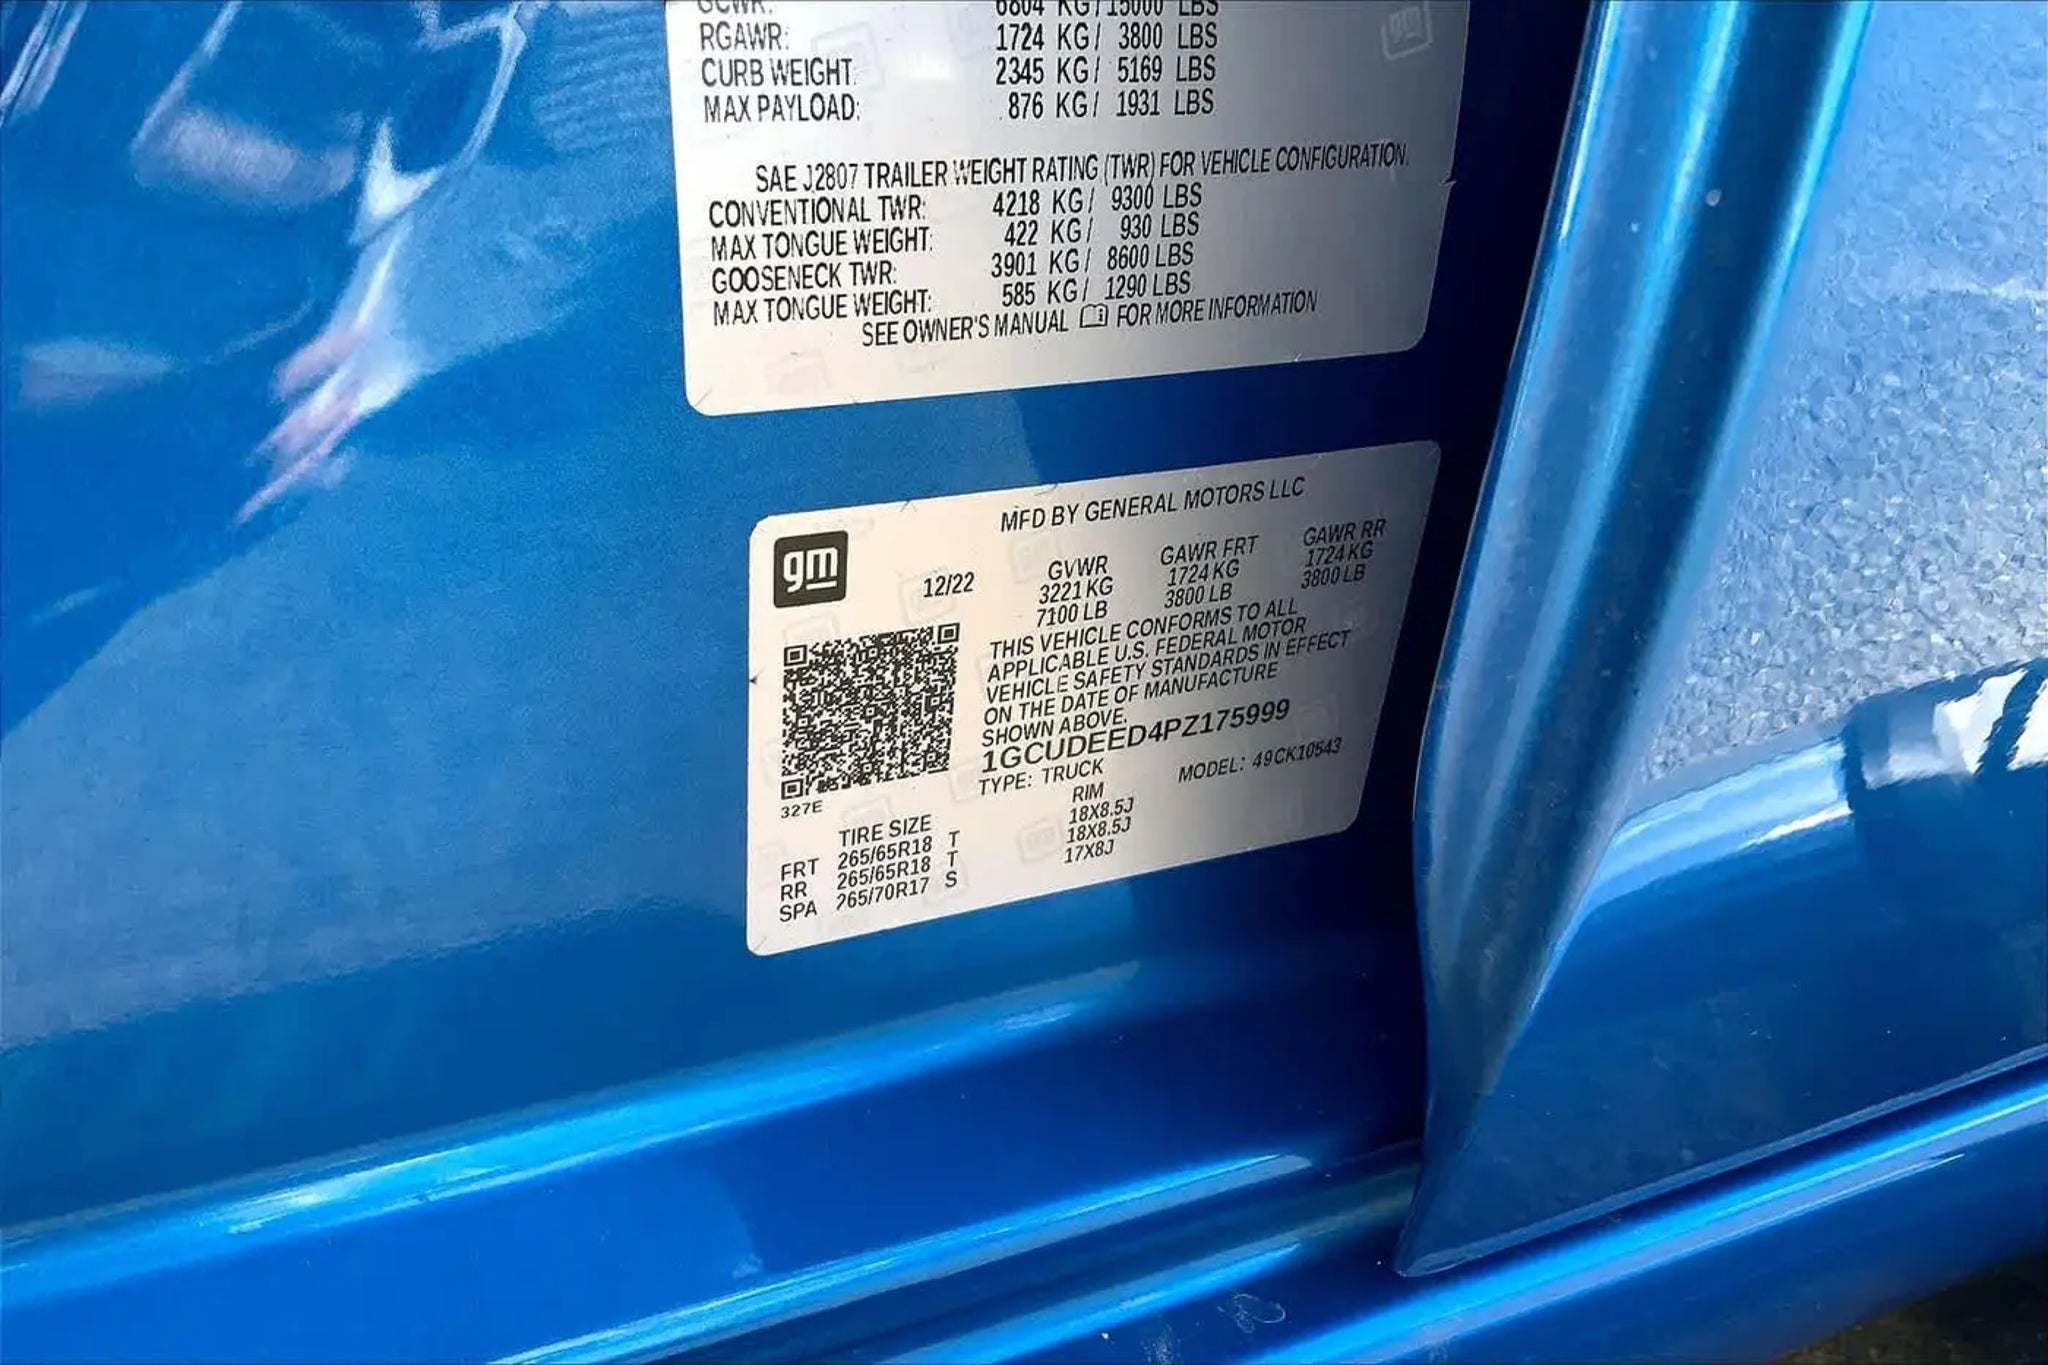 GCWR: 6804 KG/ 15000 LBS
RGAWR: 1724 KG/ 3800 LBS
CURB WEIGHT: 2345 KG/ 5169 LBS
MAX PAYLOAD: 876 KG/ 1931 LBS
SAE J2807 TRAILER WEIGHT RATING (TWR) FOR VEHICLE CONFIGURATION.
CONVENTIONAL TWR: 4218 KG/ 9300 LBS
MAX TONGUE WEIGHT: 422 KG/ 930 LBS
GOOSENECK TWR: 3901 KG/ 8600 LBS
MAX TONGUE WEIGHT: 585 KG/ 1290 LBS
SEE OWNER'S MANUAL FOR MORE INFORMATION
MFD BY GENERAL MOTORS LLC
gm
12/22
GVWR GAWR FRT GAWR RR
3221 KG 1724 KG 1724 KG
7100 LB 3800 LB 3800 LB
THIS VEHICLE CONFORMS TO ALL
APPLICABLE U.S. FEDERAL MOTOR
VEHICLE SAFETY STANDARDS IN EFFECT
ON THE DATE OF MANUFACTURE
SHOWN ABOVE.
1GCUDEED4PZ175999
TYPE: TRUCK MODEL: 49CK10543
327E
TIRE SIZE RIM
FRT 265/65R18 T 18X8.5J
RR 265/65R18 T 18X8.5J
SPA 265/70R17 S 17X8J